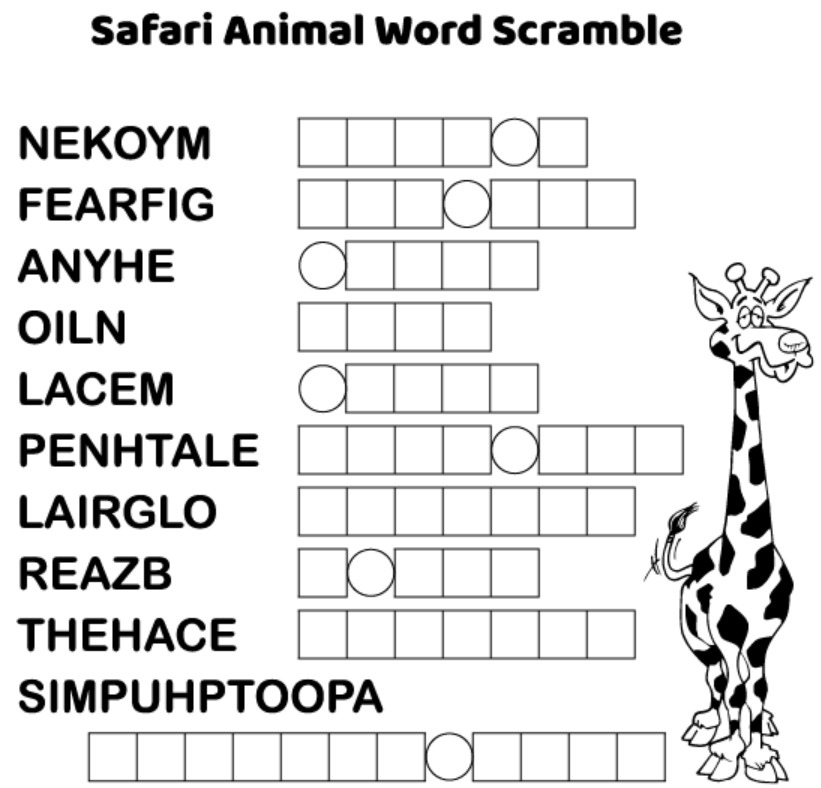 Safari Animal Word Scramble
NEKOYM
FEARFIG
ANYHE
OILN
LACEM
PENHTALE
LAIRGLO
REAZB
THEHACE
SIMPUHPTOOPA